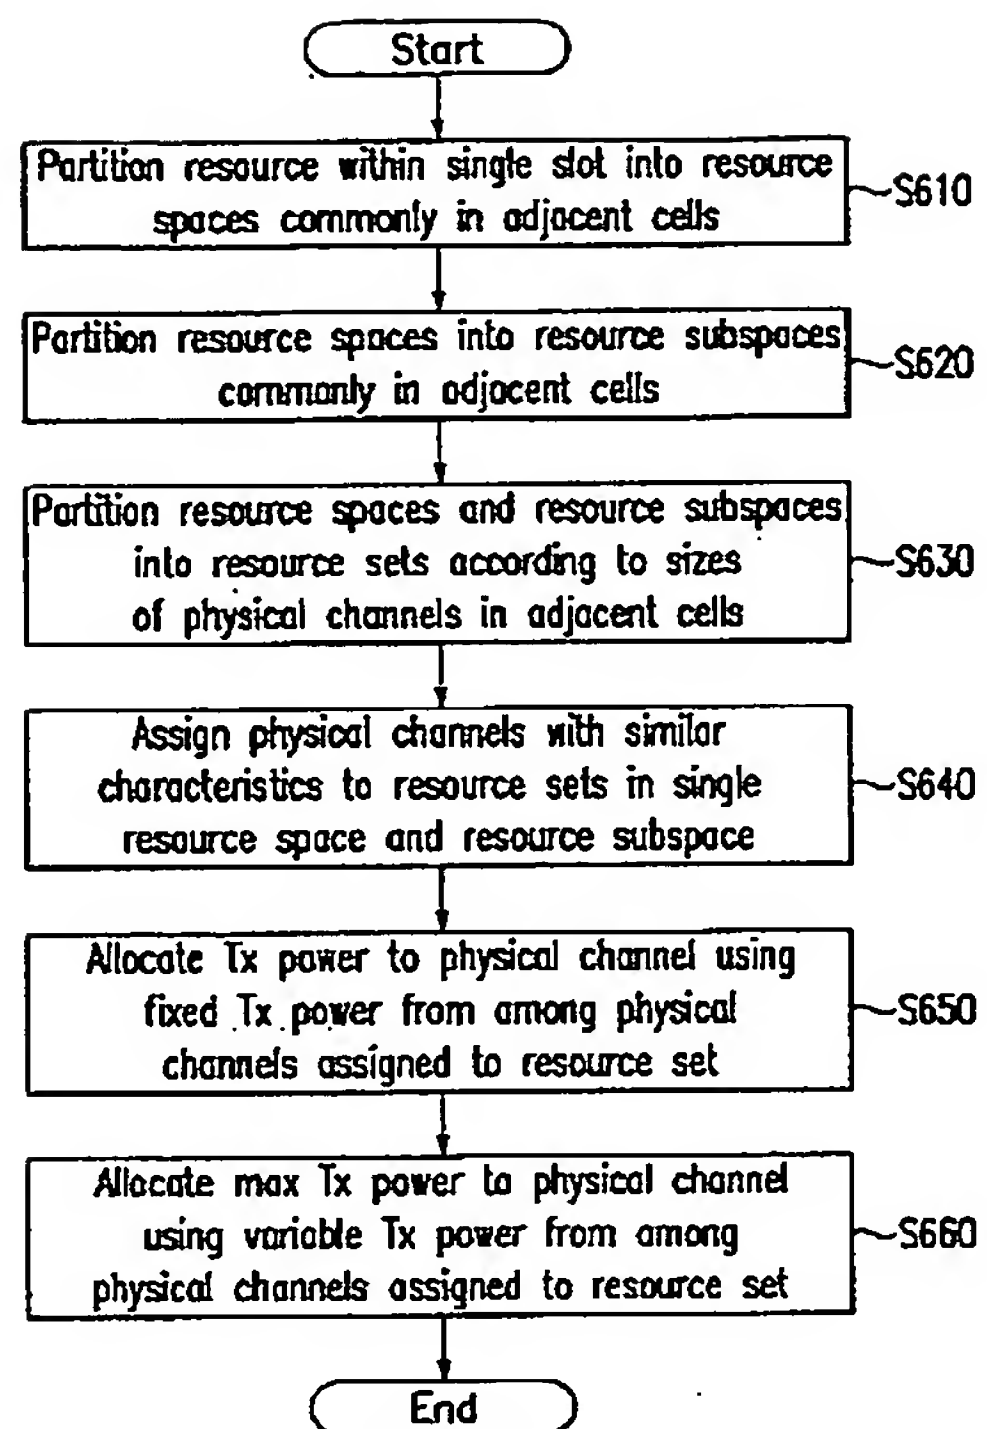 Start
Partition resource within single slot into resource
spaces commonly in adjacent cells
S610
Partition resource spaces into resource subspaces
commonly in adjacent cells
S620
Partition resource spaces and resource subspaces
into resource sets according to sizes
of physical channels in adjacent cells
S630
Assign physical channels with similar
characteristics to resource sets in single
resource space and resource subspace
S640
Allocate Tx power to physical channel using
fixed Tx power from among physical
channels assigned to resource set
S650
Allocate max Tx power to physical channel
using variable Tx power from among
physical channels assigned to resource set
S660
End